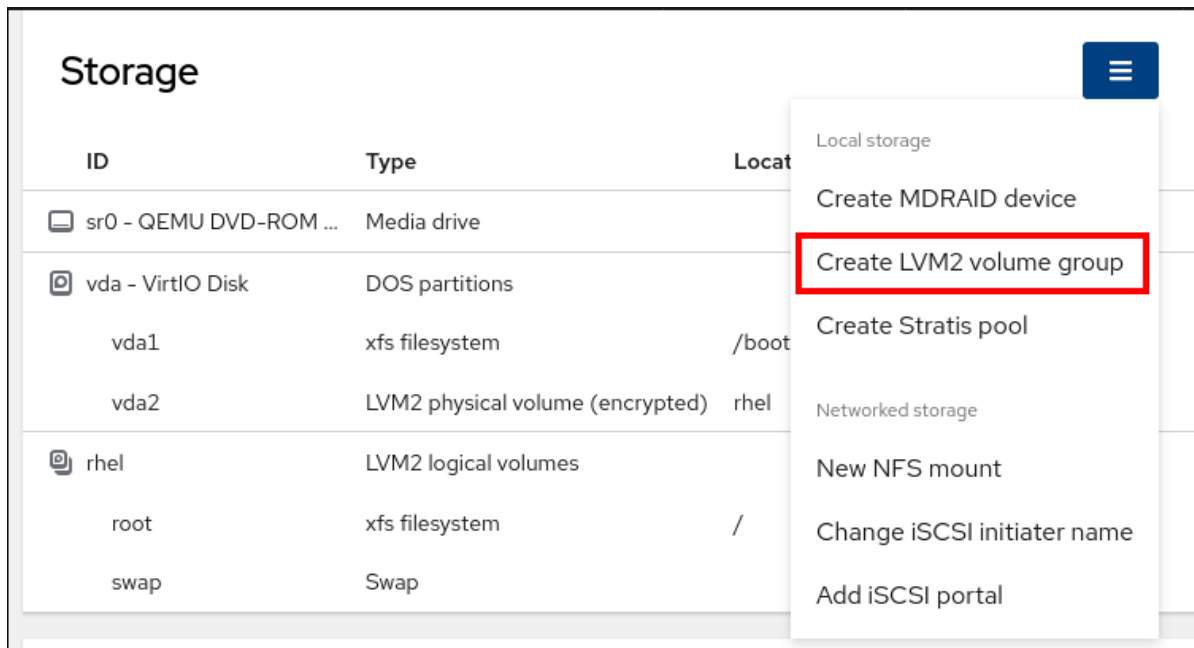 Storage
ID Type Locat
sr0 - QEMU DVD-ROM ... Media drive
vda - VirtIO Disk DOS partitions
vda1 xfs filesystem /boot
vda2 LVM2 physical volume (encrypted) rhel
rhel LVM2 logical volumes
root xfs filesystem /
swap Swap
Local storage
Create MDRAID device
Create LVM2 volume group
Create Stratis pool
Networked storage
New NFS mount
Change iSCSI initiater name
Add iSCSI portal